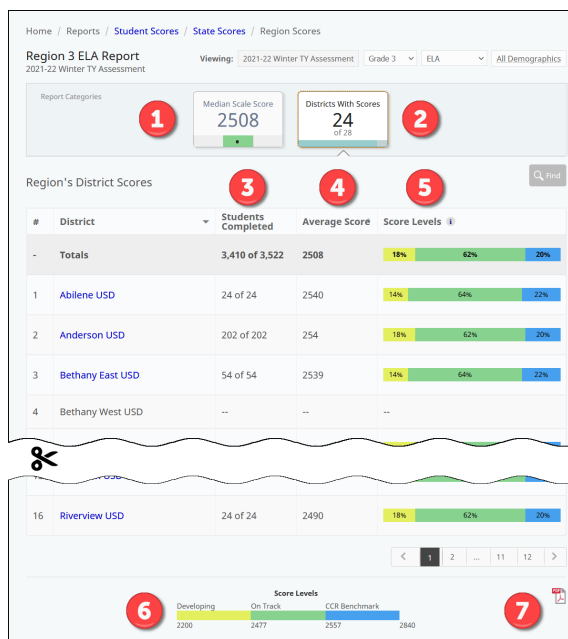 Home / Reports / Student Scores / State Scores / Region Scores
Region 3 ELA Report
2021-22 Winter TY Assessment
Viewing: 2021-22 Winter TY Assessment Grade 3 ELA All Demographics
Report Categories
1
Median Scale Score
2508
Districts With Scores
24
of 28
2
Region's District Scores
3
4
5
Find
# District Students Completed Average Score Score Levels i
- Totals 3,410 of 3,522 2508 18% 62% 20%
1 Abilene USD 24 of 24 2540 14% 64% 22%
2 Anderson USD 202 of 202 254 18% 62% 20%
3 Bethany East USD 54 of 54 2539 14% 64% 22%
4 Bethany West USD -- -- --
16 Riverview USD 24 of 24 2490 18% 62% 20%
< 1 2 ... 11 12 >
Score Levels
6
Developing On Track CCR Benchmark
2200 2477 2557 2840
7
PDF